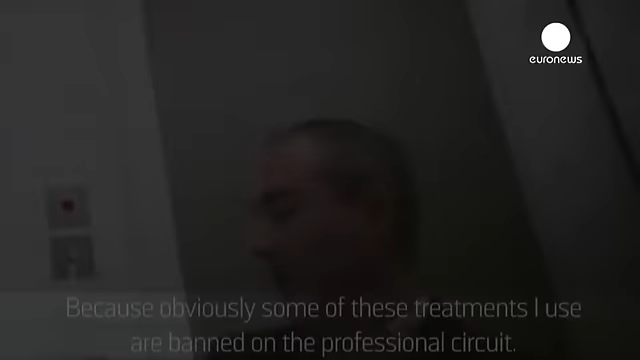 euronews
Because obviously some of these treatments I use
are banned on the professional circuit.